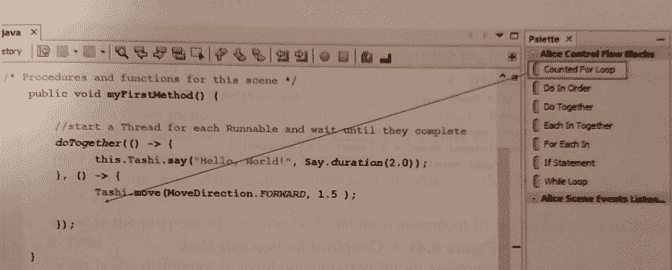 java ×
Palette ×
story
Alice Control Flow Blocks
Counted For Loop
Do In Order
Do Together
Each In Together
For Each In
If Statement
While Loop
Alice Scene Events Listen...
/* Procedures and functions for this scene */
public void myFirstMethod() {
//start a Thread for each Runnable and wait until they complete
doTogether(() -> {
this.Tashi.say("Hello, World!", Say.duration(2.0));
}, () -> {
Tashi.move(MoveDirection.FORWARD, 1.5 );
});
}